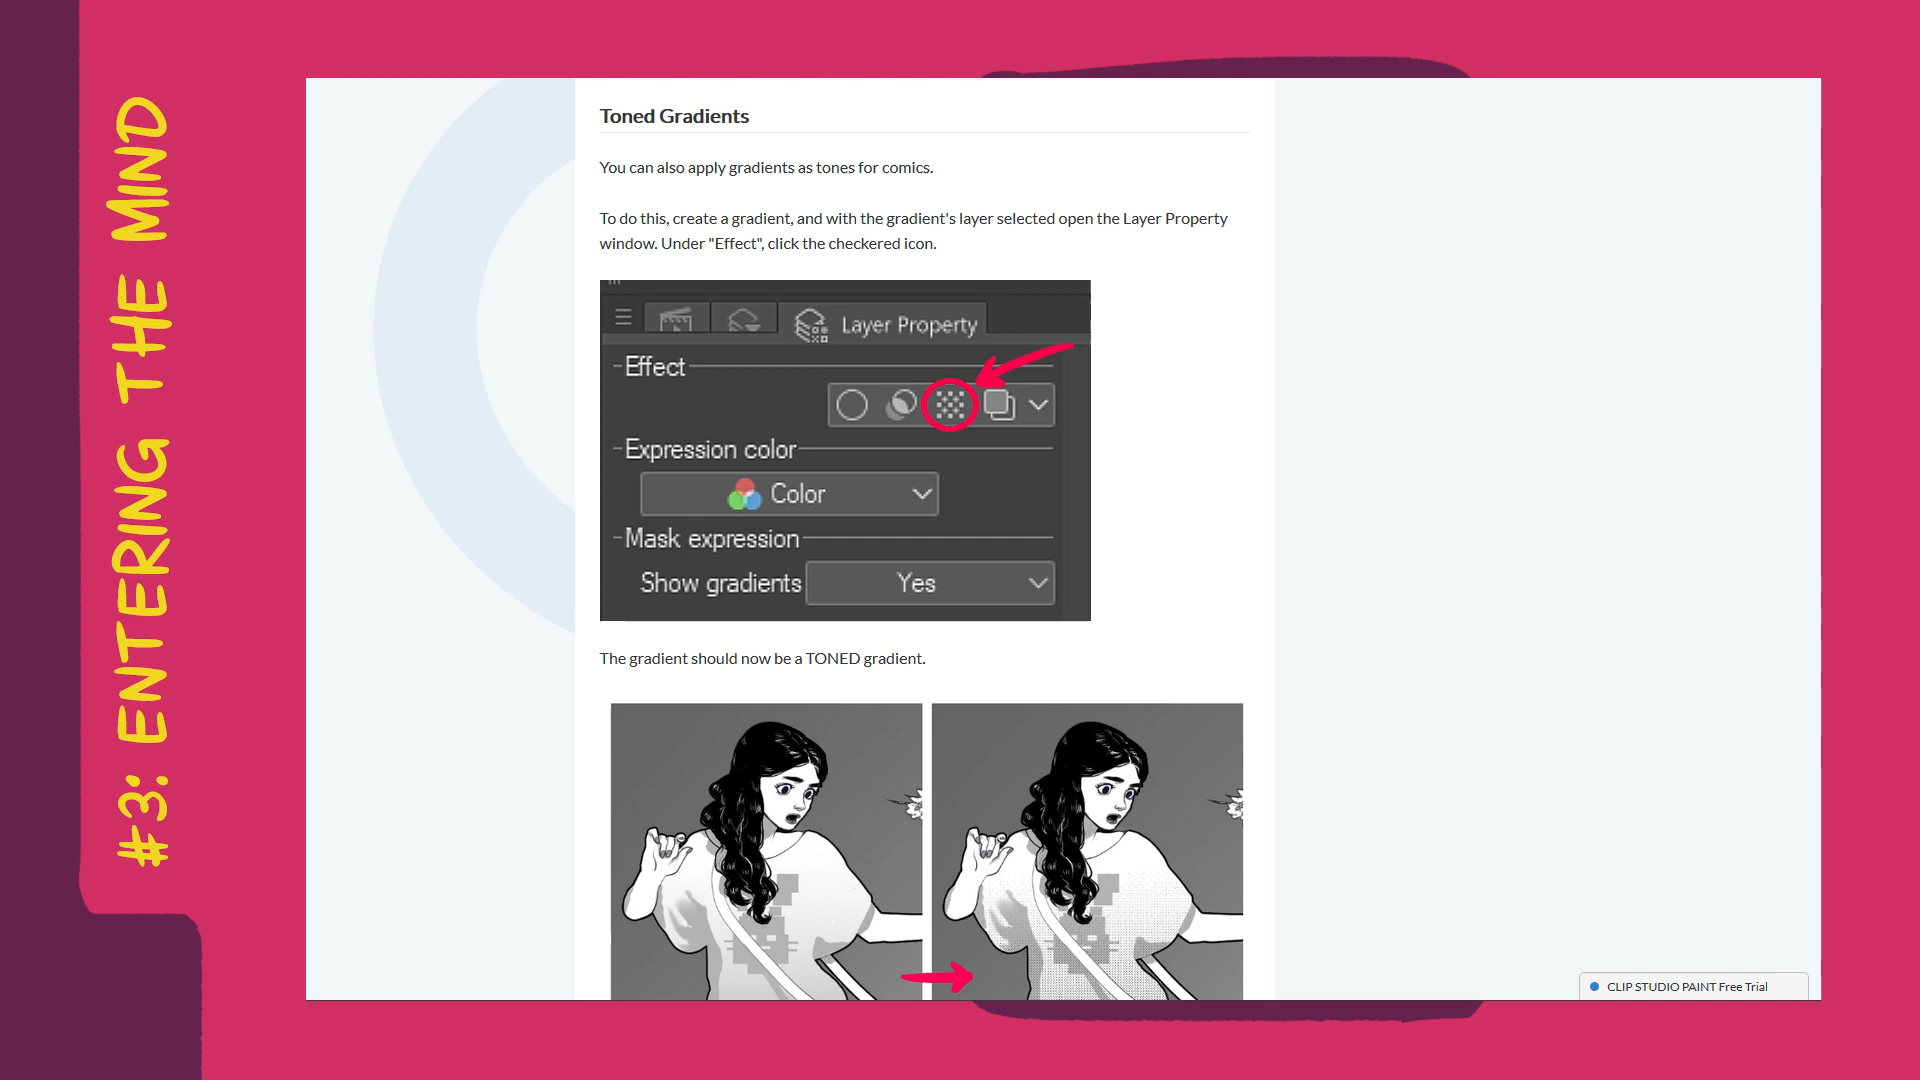 #3: ENTERING THE MIND
Toned Gradients
You can also apply gradients as tones for comics.
To do this, create a gradient, and with the gradient's layer selected open the Layer Property
window. Under "Effect", click the checkered icon.
Layer Property
Effect
Expression color
Color
Mask expression
Show gradients Yes
The gradient should now be a TONED gradient.
CLIP STUDIO PAINT Free Trial